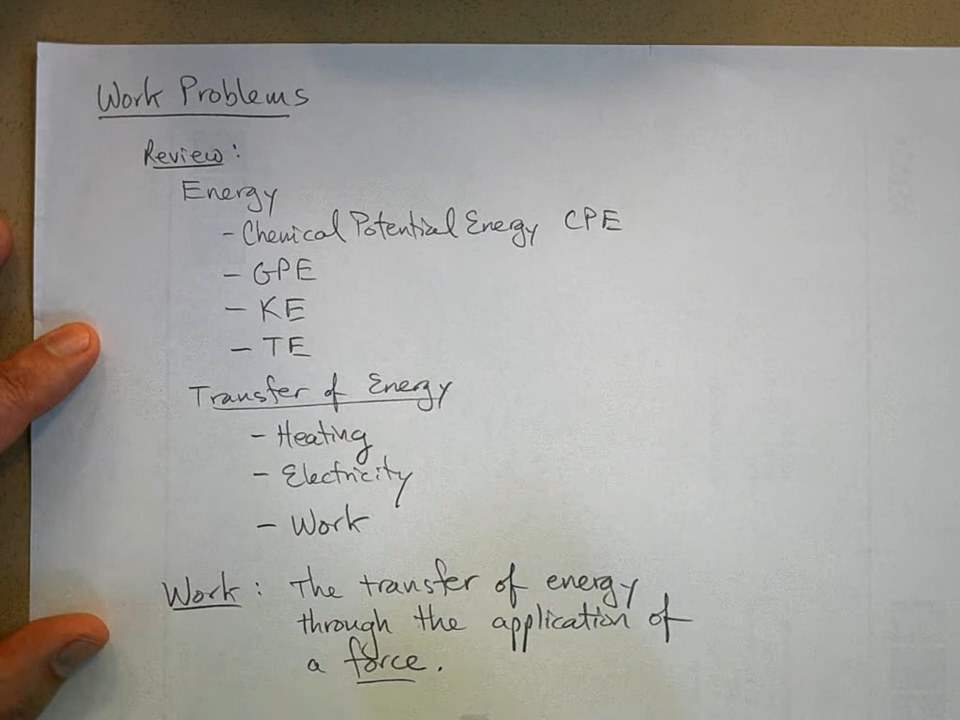 Work Problems
Review:
Energy
- Chemical Potential Energy CPE
- GPE
- KE
- TE
Transfer of Energy
- Heating
- Electricity
- Work
Work: The transfer of energy
through the application of
a force.